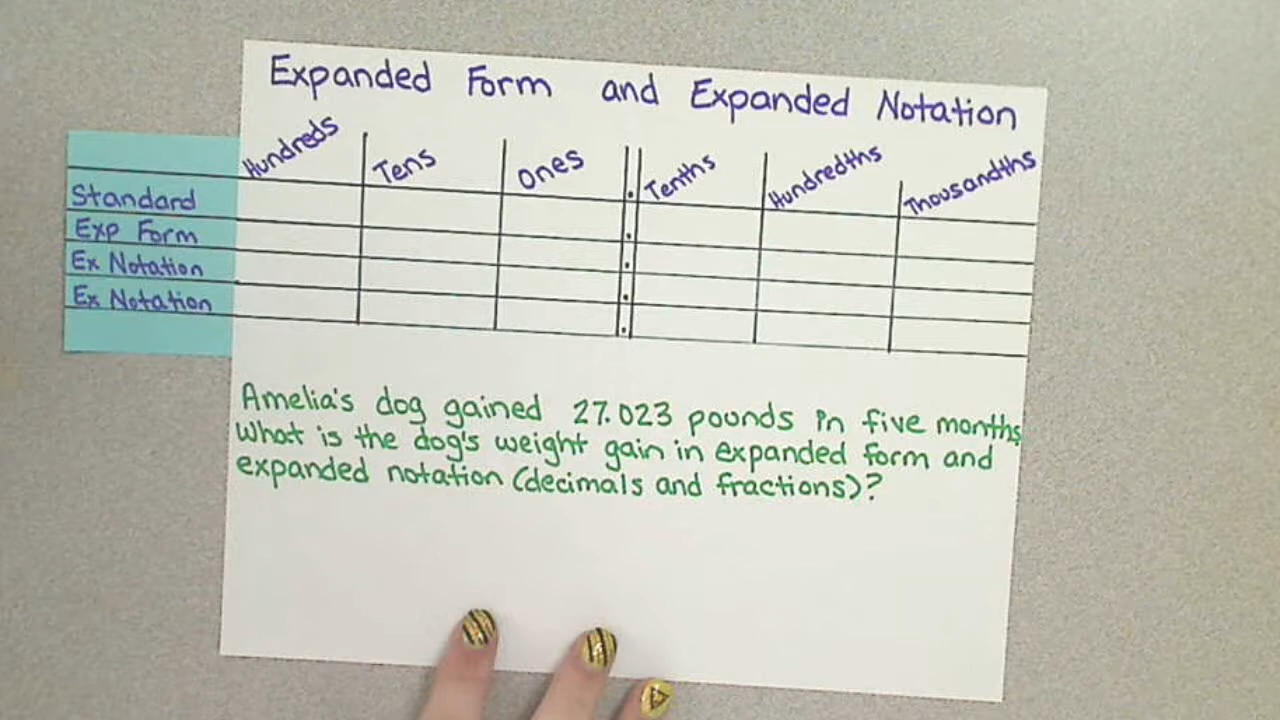 Expanded Form and Expanded Notation
Hundreds Tens Ones . Tenths Hundredths Thousandths
Standard
Exp Form .
Ex Notation .
Ex Notation .
.
Amelia's dog gained 27.023 pounds in five months.
What is the dog's weight gain in expanded form and
expanded notation (decimals and fractions)?